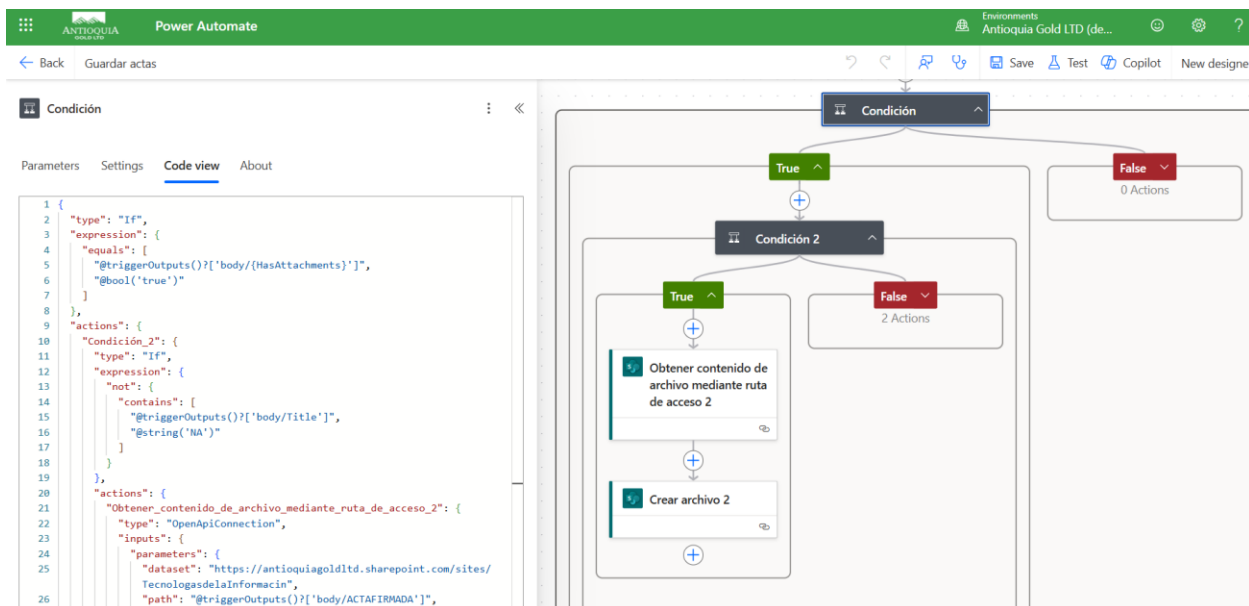 ANTIOQUIA
GOLD LTD
Power Automate
Environments
Antioquia Gold LTD (de...
?
Back
Guardar actas
Save
Test
Copilot
New designe
Condición
Parameters
Settings
Code view
About
1 {
2 "type": "If",
3 "expression": {
4 "equals": [
5 "@triggerOutputs()?['body/{HasAttachments}']",
6 "@bool('true')"
7 ]
8 },
9 "actions": {
10 "Condición_2": {
11 "type": "If",
12 "expression": {
13 "not": {
14 "contains": [
15 "@triggerOutputs()?['body/Title']",
16 "@string('NA')"
17 ]
18 }
19 },
20 "actions": {
21 "Obtener_contenido_de_archivo_mediante_ruta_de_acceso_2": {
22 "type": "OpenApiConnection",
23 "inputs": {
24 "parameters": {
25 "dataset": "https://antioquiagoldltd.sharepoint.com/sites/
TecnologasdelaInformacin",
26 "path": "@triggerOutputs()?['body/ACTAFIRMADA']",
Condición
True
False
0 Actions
Condición 2
True
False
2 Actions
Obtener contenido de
archivo mediante ruta
de acceso 2
Crear archivo 2